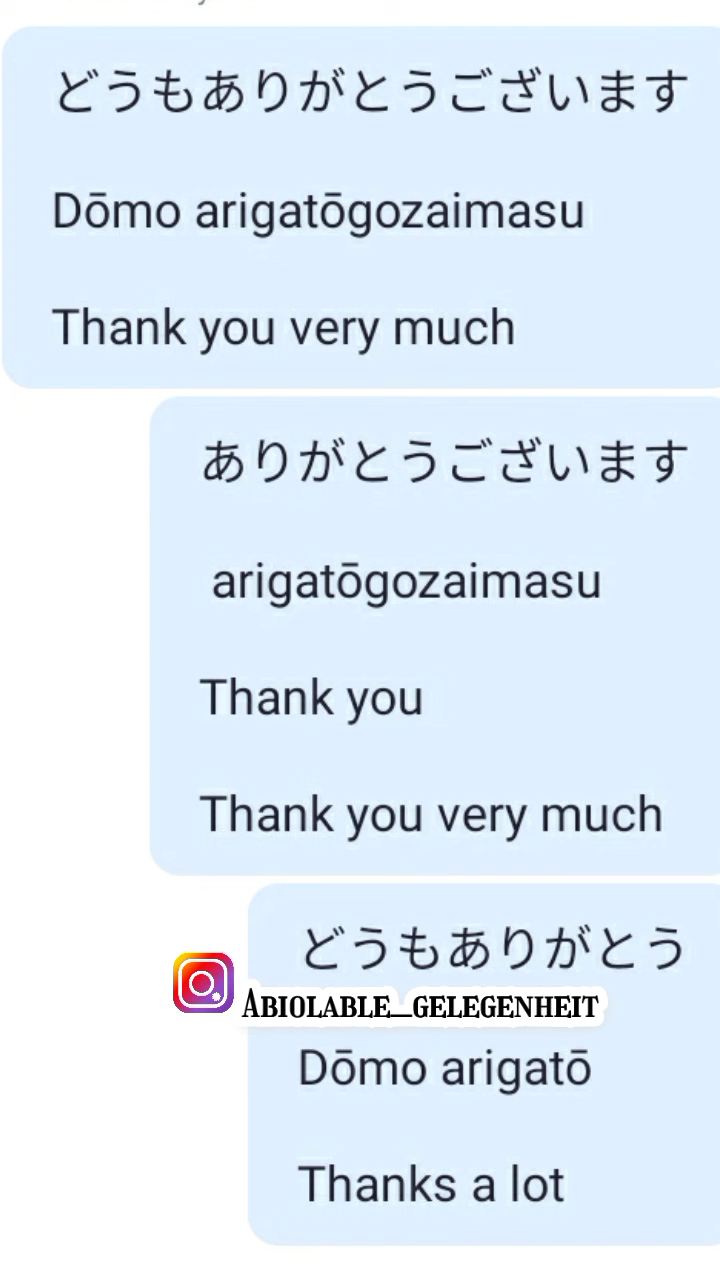 どうもありがとうございます
Dōmo arigatōgozaimasu
Thank you very much
ありがとうございます
arigatōgozaimasu
Thank you
Thank you very much
どうもありがとう
Abiolable_gelegenheit
Dōmo arigatō
Thanks a lot